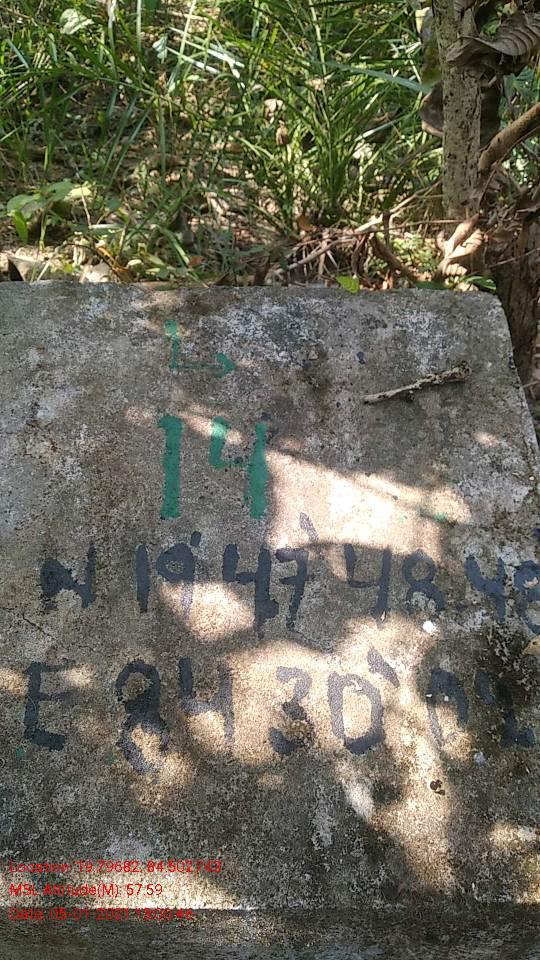 14
N 19° 47' 48.48
E 84 30' 02
Location: 19.79682, 84.502743
MSL Altitude(M): 57.59
Date: 05-01-2021 13:00:46